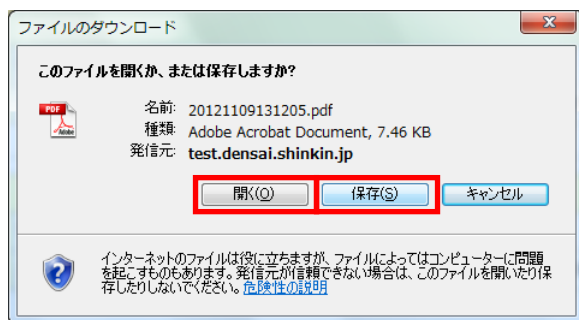 ファイルのダウンロード
このファイルを開くか、または保存しますか?
PDF
Adobe
名前: 20121109131205.pdf
種類: Adobe Acrobat Document, 7.46 KB
発信元: test.densai.shinkin.jp
開く(O) 保存(S) キャンセル
インターネットのファイルは役に立ちますが、ファイルによってはコンピューターに問題
を起こすものもあります。発信元が信頼できない場合は、このファイルを開いたり保
存したりしないでください。危険性の説明